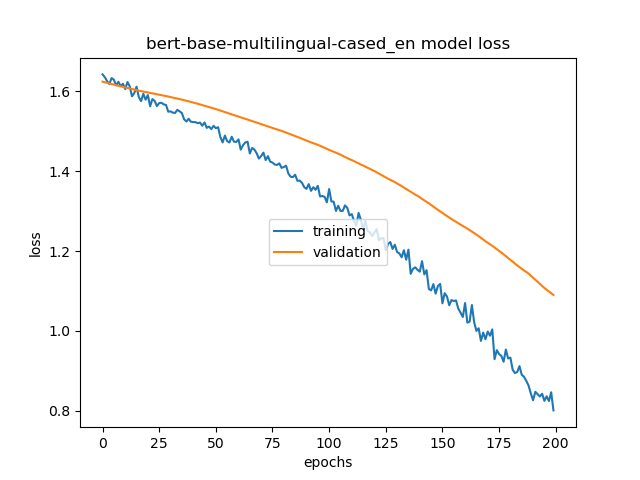 bert-base-multilingual-cased_en model loss
loss
1.6
1.4
1.2
1.0
0.8
training
validation
0 25 50 75 100 125 150 175 200
epochs